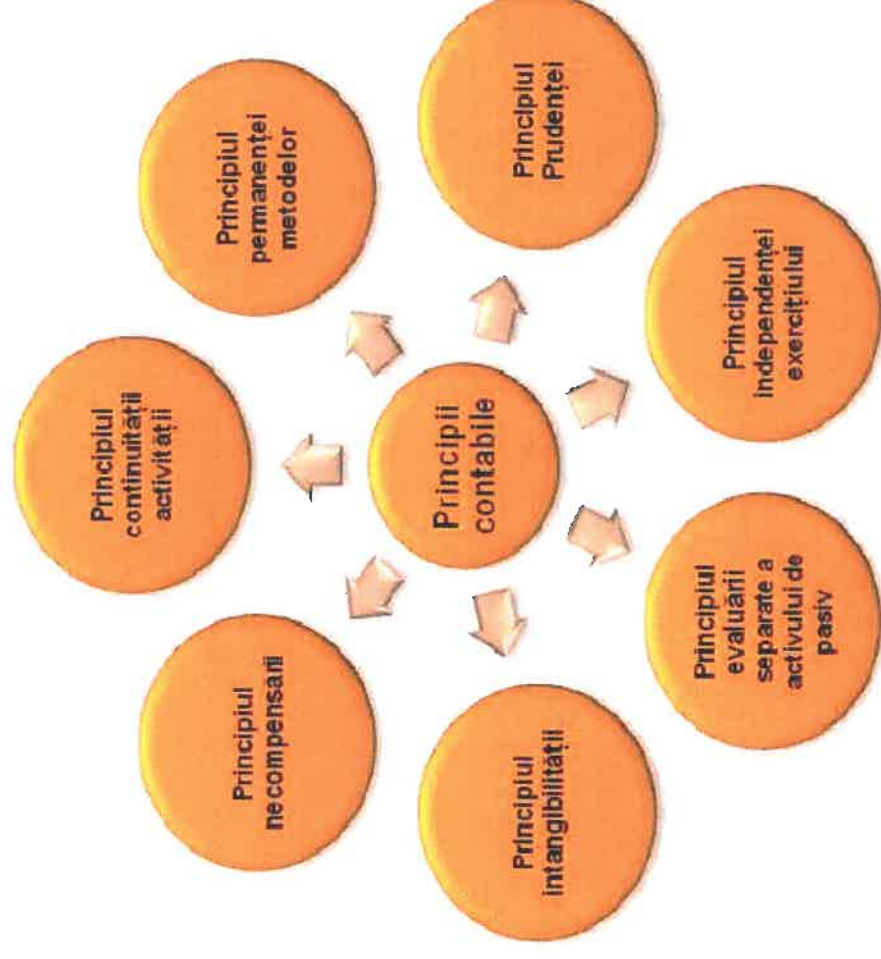 Principii
contabile
Principiul
continuității
activității
Principiul
permanenței
metodelor
Principiul
Prudenței
Principiul
independenței
exercițiului
Principiul
evaluării
separate a
activului de
pasiv
Principiul
intangibilității
Principiul
necompensării